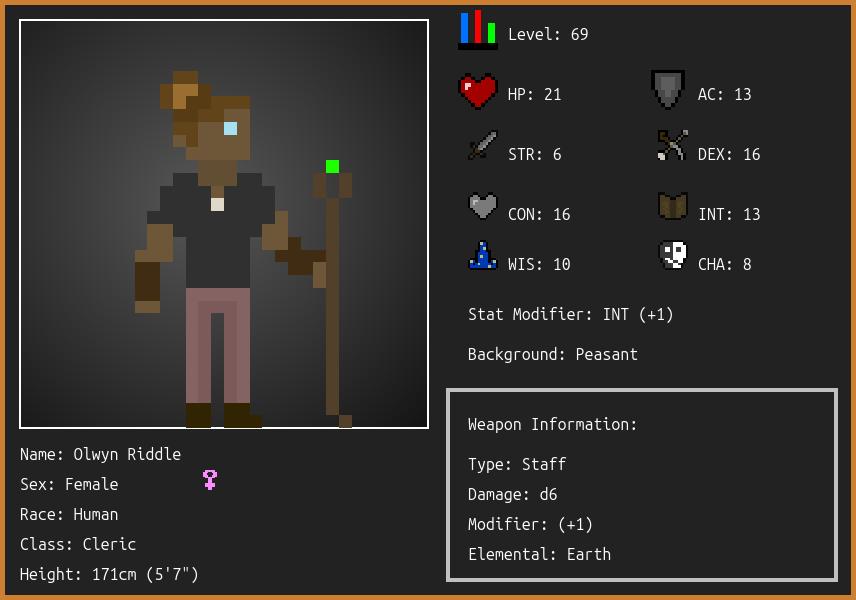 Level: 69
HP: 21
AC: 13
STR: 6
DEX: 16
CON: 16
INT: 13
WIS: 10
CHA: 8
Stat Modifier: INT (+1)
Background: Peasant
Weapon Information:
Type: Staff
Damage: d6
Modifier: (+1)
Elemental: Earth
Name: Olwyn Riddle
Sex: Female
Race: Human
Class: Cleric
Height: 171cm (5'7")